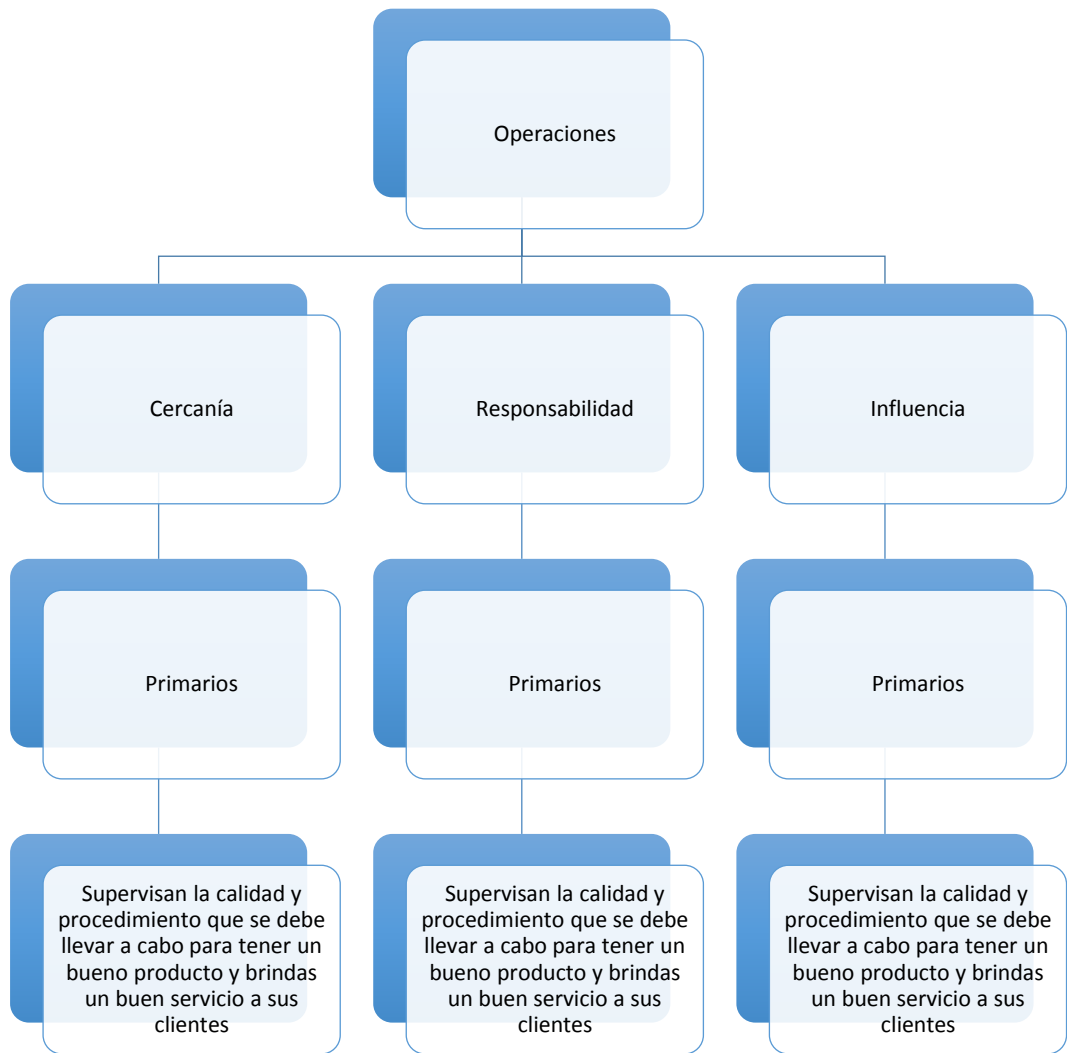 Operaciones
Cercanía
Responsabilidad
Influencia
Primarios
Primarios
Primarios
Supervisan la calidad y
procedimiento que se debe
llevar a cabo para tener un
bueno producto y brindas
un buen servicio a sus
clientes
Supervisan la calidad y
procedimiento que se debe
llevar a cabo para tener un
bueno producto y brindas
un buen servicio a sus
clientes
Supervisan la calidad y
procedimiento que se debe
llevar a cabo para tener un
bueno producto y brindas
un buen servicio a sus
clientes